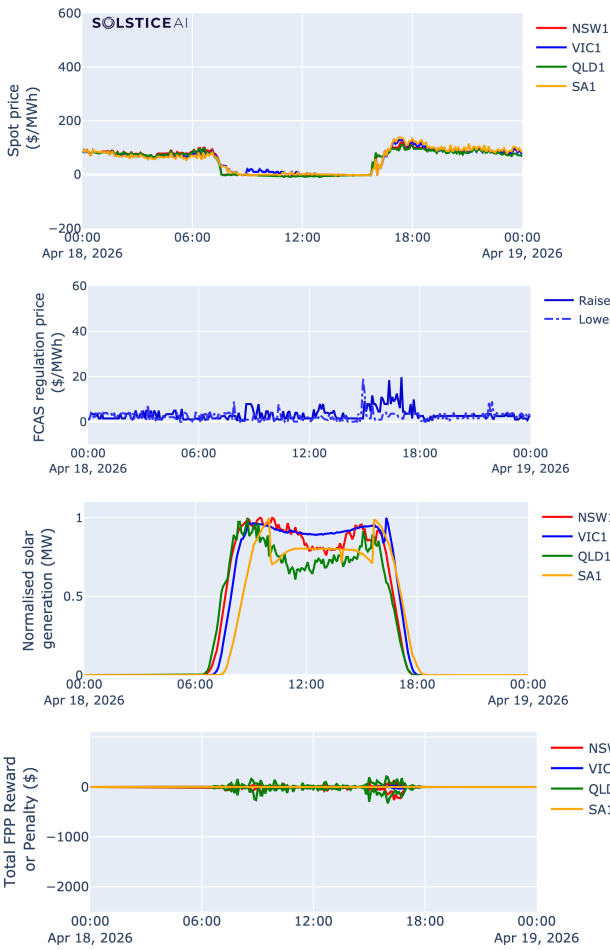 600
SOLSTICE AI
NSW1
VIC1
QLD1
SA1
400
200
0
−200
Spot price
($/MWh)
00:00
06:00
12:00
18:00
00:00
Apr 18, 2026
Apr 19, 2026
60
Raise
Lowe
40
20
0
FCAS regulation price
($/MWh)
00:00
06:00
12:00
18:00
00:00
Apr 18, 2026
Apr 19, 2026
1
NSW1
VIC1
QLD1
SA1
0.5
0
Normalised solar
generation (MW)
00:00
06:00
12:00
18:00
00:00
Apr 18, 2026
Apr 19, 2026
NSW
VIC
QLD
SA1
0
−1000
−2000
Total FPP Reward
or Penalty ($)
00:00
06:00
12:00
18:00
00:00
Apr 18, 2026
Apr 19, 2026